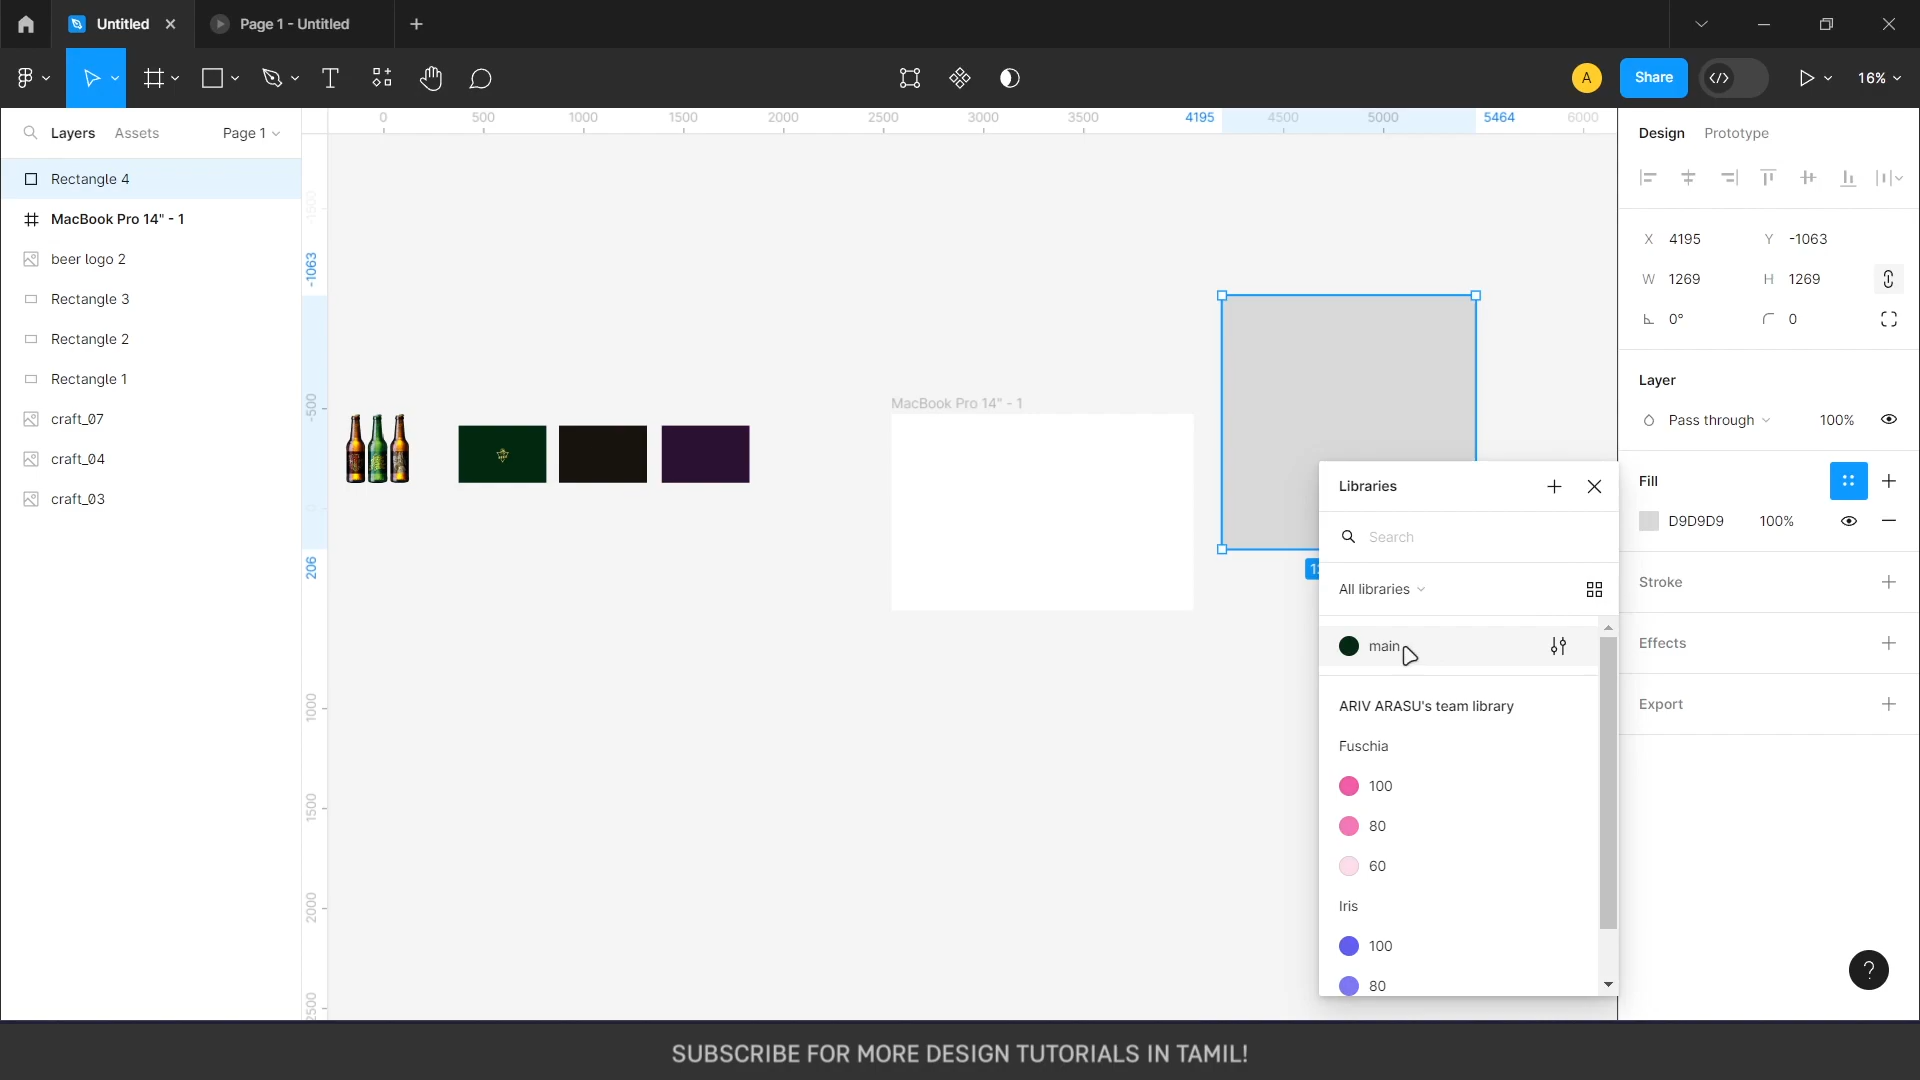 Untitled
Page 1 - Untitled
A
Share
16%
Layers
Assets
Page 1
0
500
1000
1500
2000
2500
3000
3500
4195
4500
5000
5464
6000
Design
Prototype
Rectangle 4
MacBook Pro 14" - 1
beer logo 2
Rectangle 3
Rectangle 2
Rectangle 1
craft_07
craft_04
craft_03
-1500
-1063
-500
0
206
1000
1500
2000
2500
MacBook Pro 14" - 1
X 4195
Y -1063
W 1269
H 1269
0°
0
Layer
Pass through
100%
Fill
D9D9D9
100%
Stroke
Effects
Export
Libraries
Search
All libraries
main
ARIV ARASU's team library
Fuschia
100
80
60
Iris
100
80
?
SUBSCRIBE FOR MORE DESIGN TUTORIALS IN TAMIL!